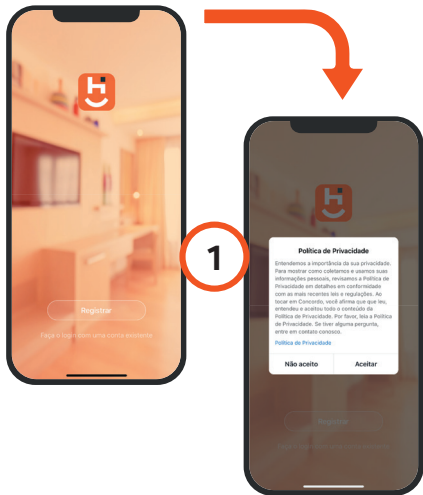 H
Registrar
Faça o login com uma conta existente
1
H
Política de Privacidade
Entendemos a importância da sua privacidade.
Para mostrar como coletamos e usamos suas
informações pessoais, revisamos a Política de
Privacidade em detalhes em conformidade
com as mais recentes leis e regulações. Ao
tocar em Concordo, você afirma que que leu,
entendeu e aceitou todo o conteúdo da
Política de Privacidade. Por favor, leia a Política
de Privacidade. Se tiver alguma pergunta,
entre em contato conosco.
Política de Privacidade
Não aceito Aceitar
Registrar